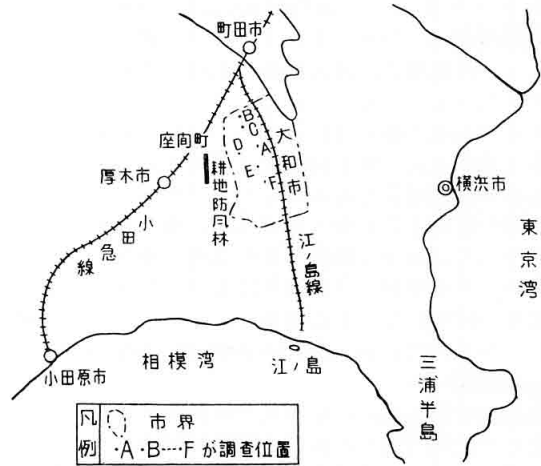 町田市
座間町
厚木市
耕地防風林
大和市
・B
C
D
A
E・
・F
小田急線
江ノ島線
横浜市
東京湾
小田原市
相模湾
江ノ島
三浦半島
凡例
市界
・A・B----Fが調査位置